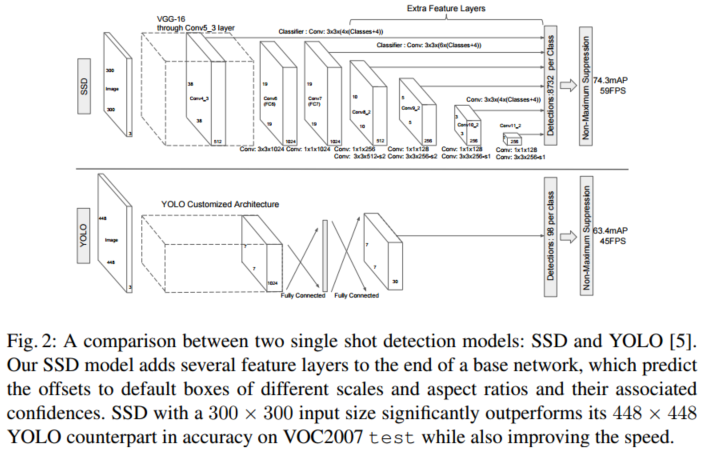 Extra Feature Layers
VGG-16
through Conv5_3 layer
Classifier : Conv: 3x3x(4x(Classes+4))
Classifier : Conv: 3x3x(6x(Classes+4))
SSD
300
Image
300
3
38
Conv4_3
38
512
19
Conv6
(FC6)
19
1024
19
Conv7
(FC7)
19
1024
10
Conv8_2
10
512
5
Conv9_2
5
256
Conv: 3x3x(4x(Classes+4))
3
Conv10_2
3
256
Conv11_2
1
256
Detections:8732 per Class
Non-Maximum Suppression
74.3mAP
59FPS
Conv: 3x3x1024
Conv: 1x1x1024
Conv: 1x1x256
Conv: 3x3x512-s2
Conv: 1x1x128
Conv: 3x3x256-s2
Conv: 1x1x128
Conv: 3x3x256-s1
Conv: 1x1x128
Conv: 3x3x256-s1
YOLO
448
Image
448
3
YOLO Customized Architecture
7
7
1024
Fully Connected
Fully Connected
7
7
30
Detections: 98 per class
Non-Maximum Suppression
63.4mAP
45FPS
Fig. 2: A comparison between two single shot detection models: SSD and YOLO [5].
Our SSD model adds several feature layers to the end of a base network, which predict
the offsets to default boxes of different scales and aspect ratios and their associated
confidences. SSD with a 300 × 300 input size significantly outperforms its 448 × 448
YOLO counterpart in accuracy on VOC2007 test while also improving the speed.